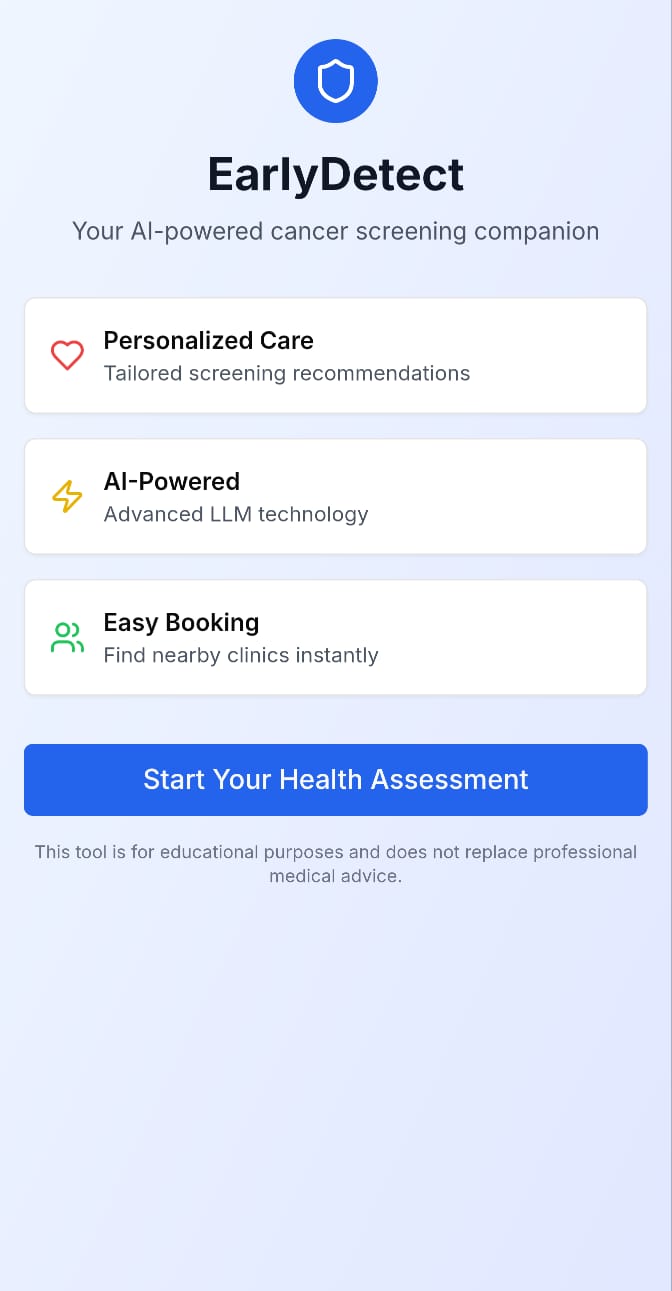 EarlyDetect
Your AI-powered cancer screening companion
Personalized Care
Tailored screening recommendations
AI-Powered
Advanced LLM technology
Easy Booking
Find nearby clinics instantly
Start Your Health Assessment
This tool is for educational purposes and does not replace professional
medical advice.